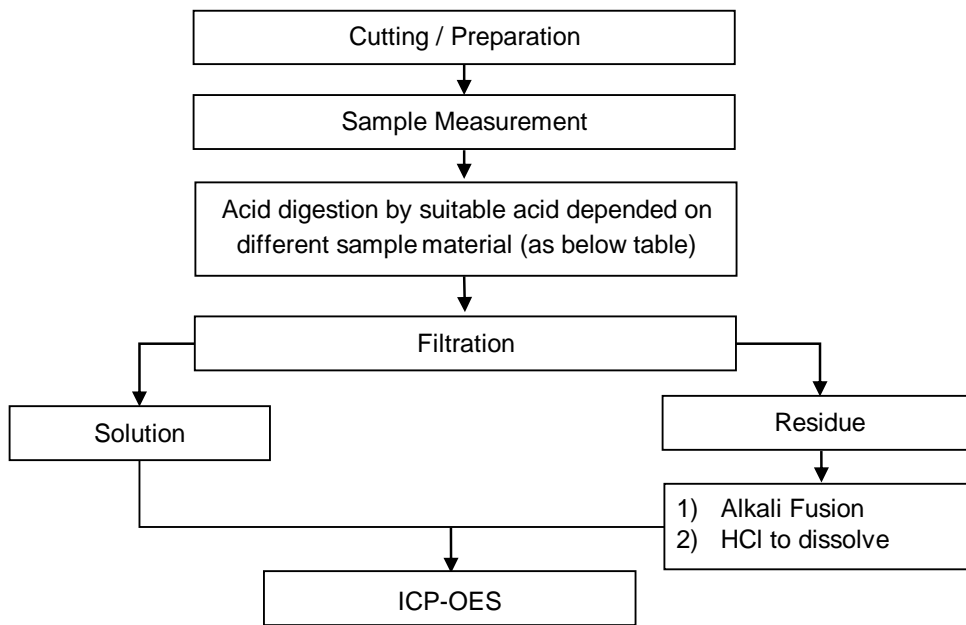 Cutting / Preparation
Sample Measurement
Acid digestion by suitable acid depended on
different sample material (as below table)
Filtration
Solution
Residue
1) Alkali Fusion
2) HCl to dissolve
ICP-OES